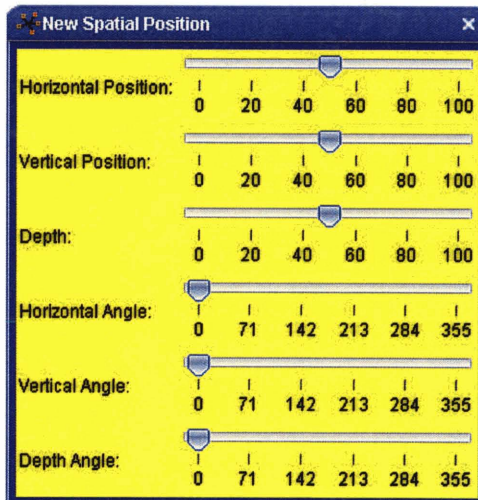 New Spatial Position
Horizontal Position:
0 20 40 60 80 100
Vertical Position:
0 20 40 60 80 100
Depth:
0 20 40 60 80 100
Horizontal Angle:
0 71 142 213 284 355
Vertical Angle:
0 71 142 213 284 355
Depth Angle:
0 71 142 213 284 355